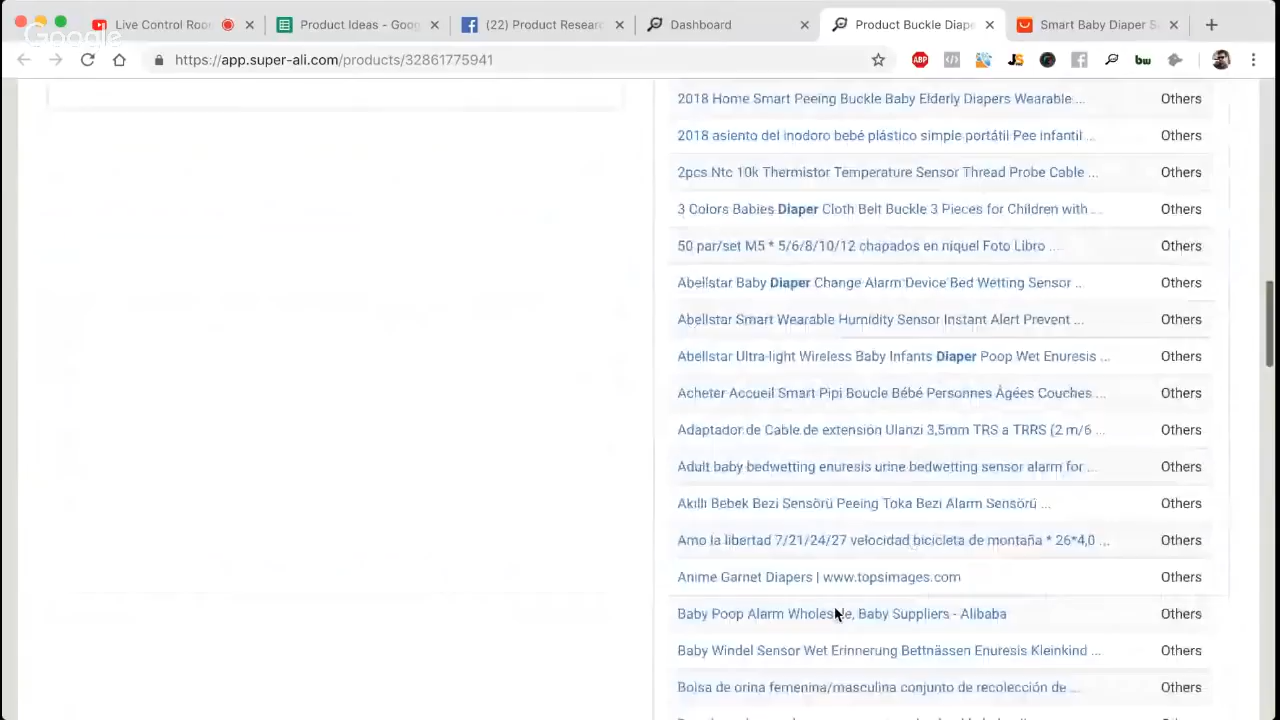 Live Control Roo
Product Ideas - Goog
(22) Product Researc
Dashboard
Product Buckle Diape
Smart Baby Diaper S
Google
https://app.super-ali.com/products/32861775941
ABP
JS
bw
2018 Home Smart Peeing Buckle Baby Elderly Diapers Wearable ... Others
2018 asiento del inodoro bebé plástico simple portátil Pee infantil ... Others
2pcs Ntc 10k Thermistor Temperature Sensor Thread Probe Cable ... Others
3 Colors Babies Diaper Cloth Belt Buckle 3 Pieces for Children with ... Others
50 par/set M5 * 5/6/8/10/12 chapados en níquel Foto Libro ... Others
Abellstar Baby Diaper Change Alarm Device Bed Wetting Sensor ... Others
Abellstar Smart Wearable Humidity Sensor Instant Alert Prevent ... Others
Abellstar Ultra-light Wireless Baby Infants Diaper Poop Wet Enuresis ... Others
Acheter Accueil Smart Pipi Boucle Bébé Personnes Âgées Couches ... Others
Adaptador de Cable de extensión Ulanzi 3,5mm TRS a TRRS (2 m/6 ... Others
Adult baby bedwetting enuresis urine bedwetting sensor alarm for ... Others
Akıllı Bebek Bezi Sensörü Peeing Toka Bezi Alarm Sensörü ... Others
Amo la libertad 7/21/24/27 velocidad bicicleta de montaña * 26*4,0 ... Others
Anime Garnet Diapers | www.topsimages.com Others
Baby Poop Alarm Wholesale, Baby Suppliers - Alibaba Others
Baby Windel Sensor Wet Erinnerung Bettnässen Enuresis Kleinkind ... Others
Bolsa de orina femenina/masculina conjunto de recolección de ... Others